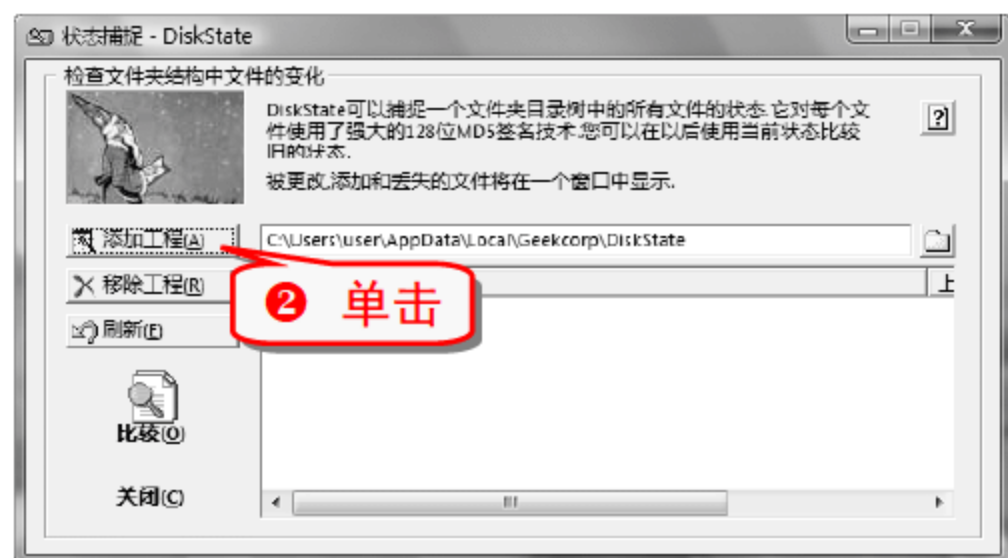 状态捕捉 - DiskState
检查文件夹结构中文件的变化
DiskState可以捕捉一个文件夹目录树中的所有文件的状态.它对每个文
件使用了强大的128位MD5签名技术.您可以在以后使用当前状态比较
旧的状态.
被更改,添加和丢失的文件将在一个窗口中显示.
添加工程(A)
C:\Users\user\AppData\Local\Geekcorp\DiskState
移除工程(R)
上
❷ 单击
刷新(F)
比较(O)
关闭(C)